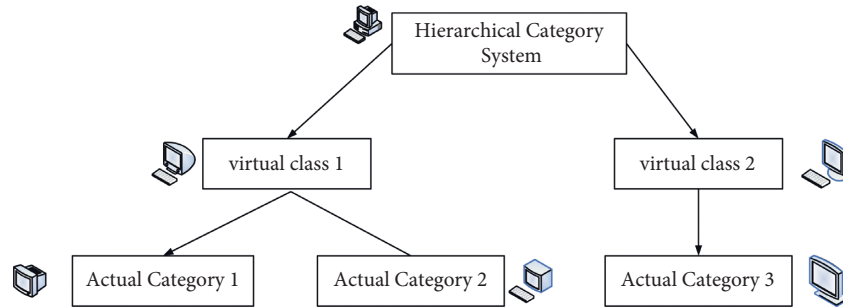 Hierarchical Category
System
virtual class 1
virtual class 2
Actual Category 1
Actual Category 2
Actual Category 3